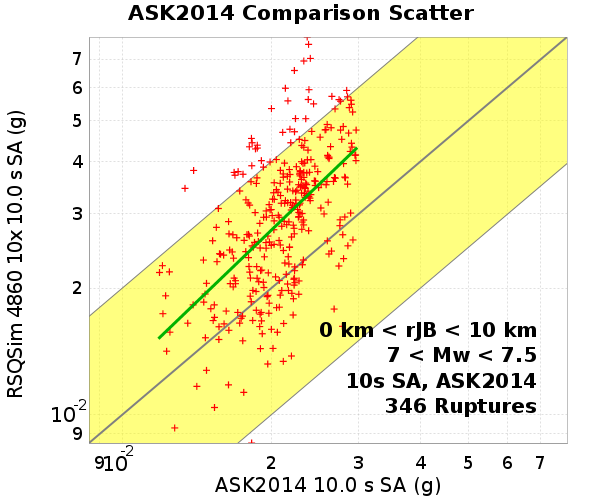 ASK2014 Comparison Scatter
RSQSim 4860 10x 10.0 s SA (g)
7
6
5
4
3
2
10-2
9
0 km < rJB < 10 km
7 < Mw < 7.5
10s SA, ASK2014
346 Ruptures
9 10-2 2 3 4 5 6 7
ASK2014 10.0 s SA (g)